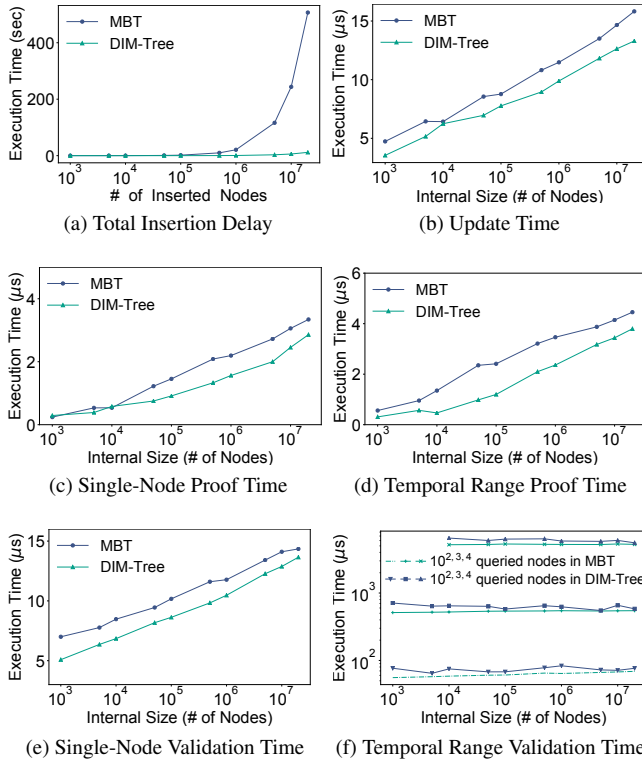 Execution Time (sec)
400
200
0
MBT
DIM-Tree
10^3 10^4 10^5 10^6 10^7
# of Inserted Nodes
(a) Total Insertion Delay
Execution Time (μs)
15
10
5
MBT
DIM-Tree
10^3 10^4 10^5 10^6 10^7
Internal Size (# of Nodes)
(b) Update Time
Execution Time (μs)
4
2
0
MBT
DIM-Tree
10^3 10^4 10^5 10^6 10^7
Internal Size (# of Nodes)
(c) Single-Node Proof Time
Execution Time (μs)
6
4
2
0
MBT
DIM-Tree
10^3 10^4 10^5 10^6 10^7
Internal Size (# of Nodes)
(d) Temporal Range Proof Time
Execution Time (μs)
15
10
5
MBT
DIM-Tree
10^3 10^4 10^5 10^6 10^7
Internal Size (# of Nodes)
(e) Single-Node Validation Time
Execution Time (μs)
10^3
10^2
10^2,3,4 queried nodes in MBT
10^2,3,4 queried nodes in DIM-Tree
10^3 10^4 10^5 10^6 10^7
Internal Size (# of Nodes)
(f) Temporal Range Validation Time